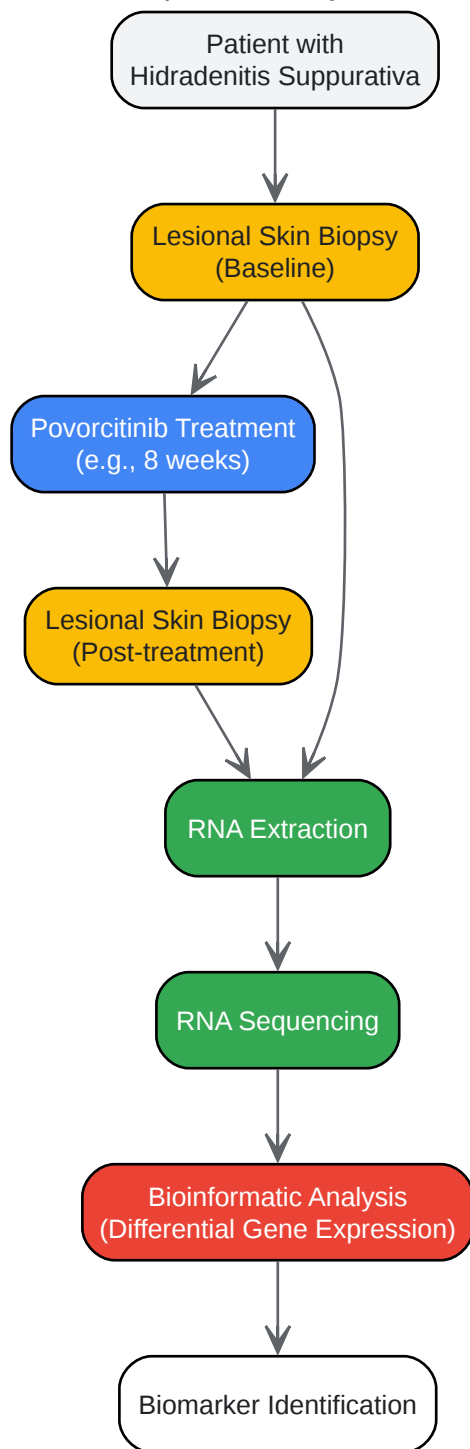 Patient with
Hidradenitis Suppurativa
Lesional Skin Biopsy
(Baseline)
Povorcitinib Treatment
(e.g., 8 weeks)
Lesional Skin Biopsy
(Post-treatment)
RNA Extraction
RNA Sequencing
Bioinformatic Analysis
(Differential Gene Expression)
Biomarker Identification